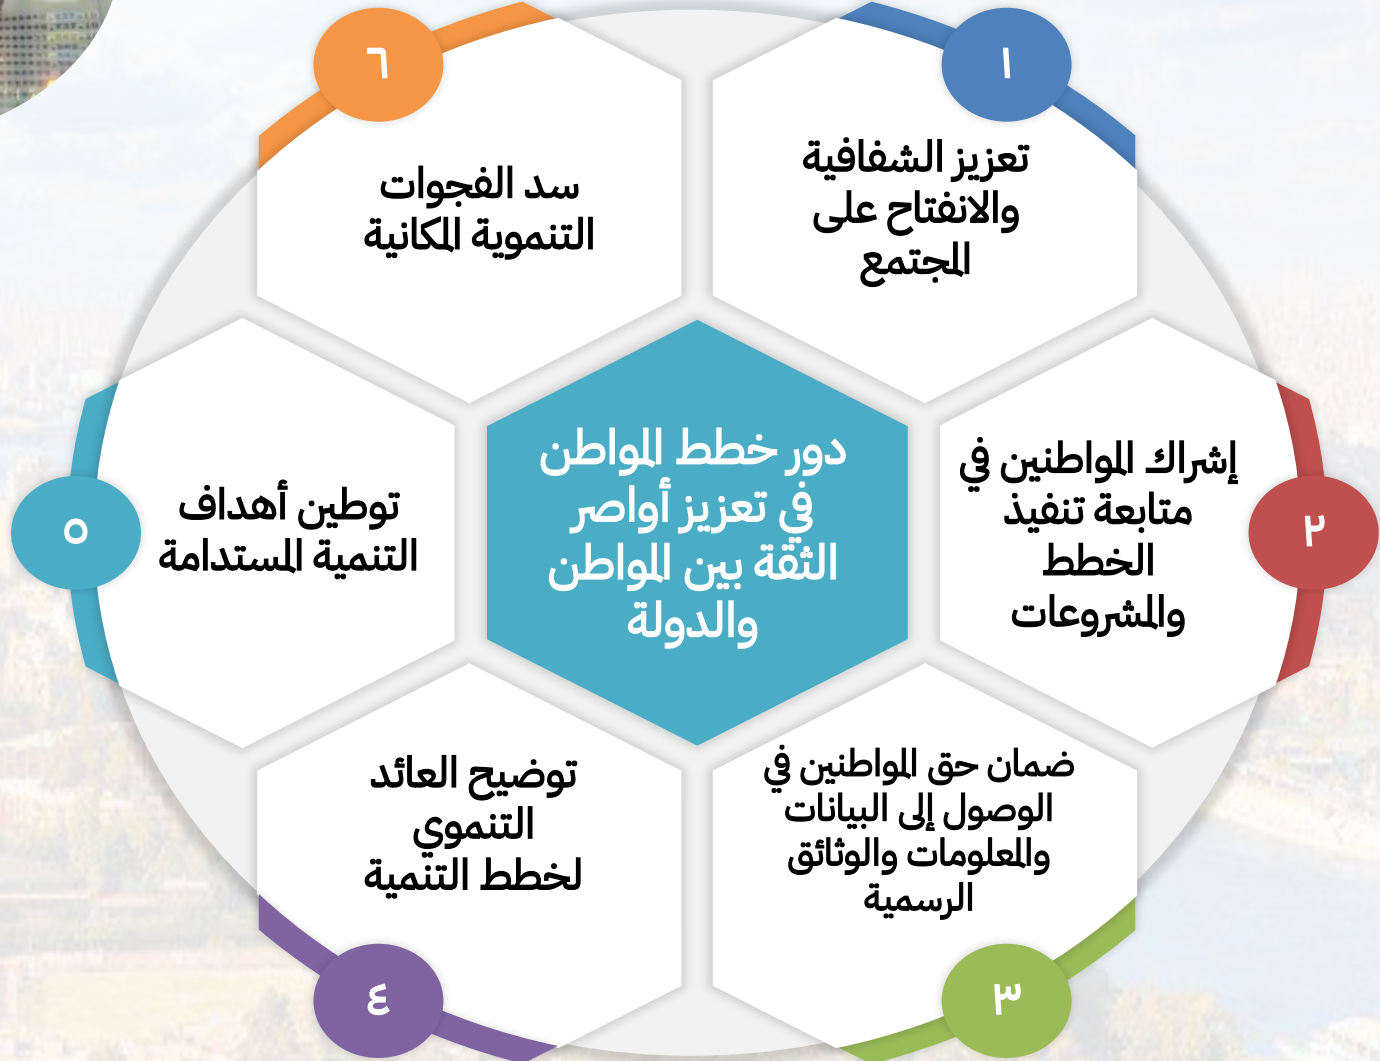 دور خطط المواطن
في تعزيز أواصر
الثقة بين المواطن
والدولة
١
تعزيز الشفافية
والانفتاح على
المجتمع
٢
إشراك المواطنين في
متابعة تنفيذ
الخطط
والمشروعات
٣
ضمان حق المواطنين في
الوصول إلى البيانات
والمعلومات والوثائق
الرسمية
٤
توضيح العائد
التنموي
لخطط التنمية
٥
توطين أهداف
التنمية المستدامة
٦
سد الفجوات
التنموية المكانية